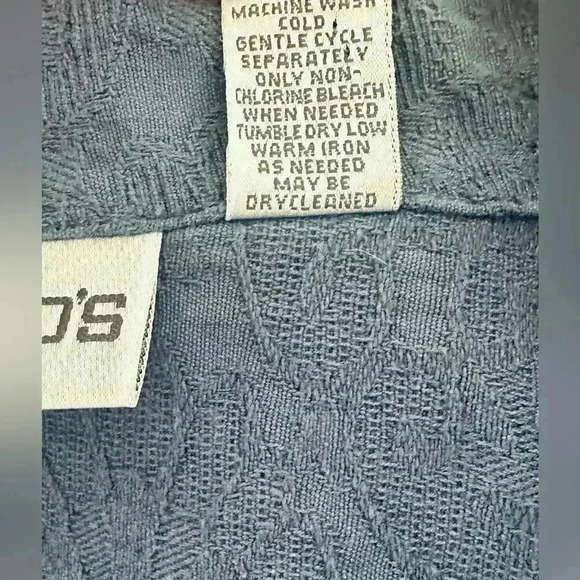 MACHINE WASH
COLD
GENTLE CYCLE
SEPARATELY
ONLY NON-
CHLORINE BLEACH
WHEN NEEDED
TUMBLE DRY LOW
WARM IRON
AS NEEDED
MAY BE
DRYCLEANED
O'S